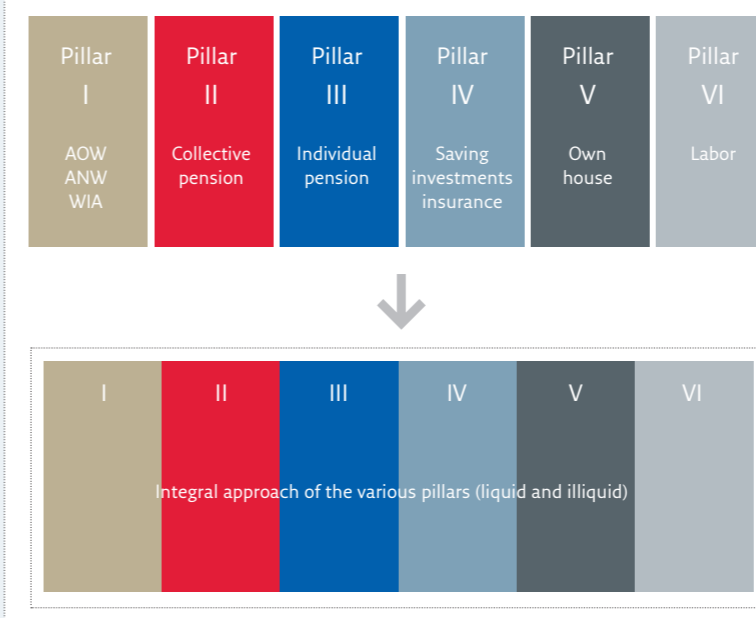 Pillar
I
AOW
ANW
WIA
Pillar
II
Collective
pension
Pillar
III
Individual
pension
Pillar
IV
Saving
investments
insurance
Pillar
V
Own
house
Pillar
VI
Labor
I
II
III
IV
V
VI
Integral approach of the various pillars (liquid and illiquid)